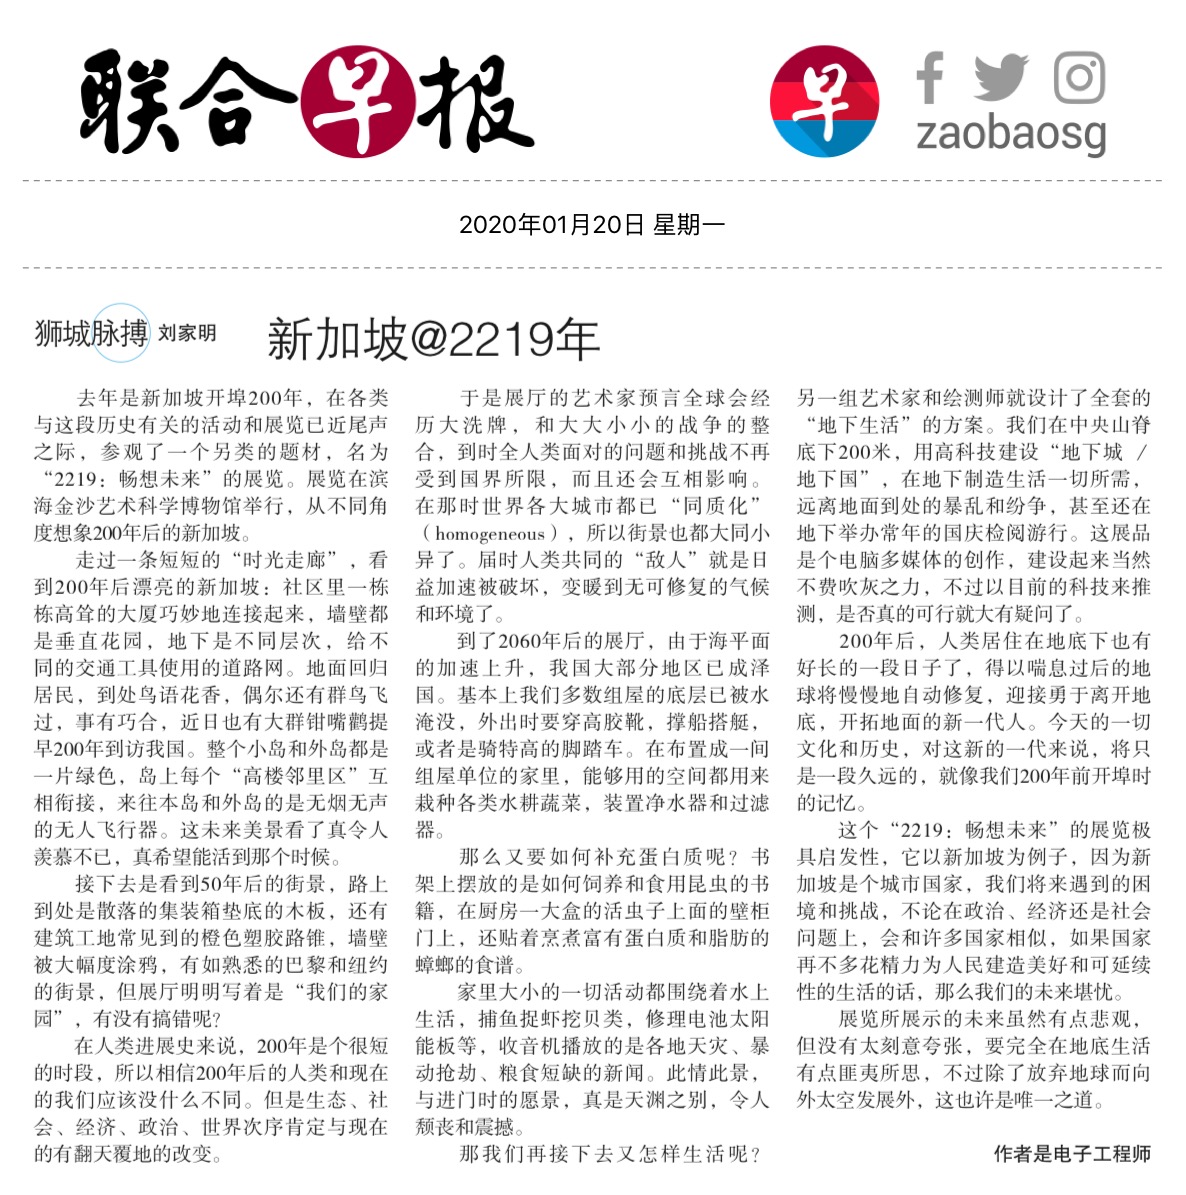 联合早报
早
zaobaosg
2020年01月20日 星期一
狮城脉搏 刘家明
新加坡@2219年
去年是新加坡开埠200年，在各类
与这段历史有关的活动和展览已近尾声
之际，参观了一个另类的题材，名为
“2219：畅想未来”的展览。展览在滨
海金沙艺术科学博物馆举行，从不同角
度想象200年后的新加坡。
走过一条短短的“时光走廊”，看
到200年后漂亮的新加坡：社区里一栋
栋高耸的大厦巧妙地连接起来，墙壁都
是垂直花园，地下是不同层次，给不
同的交通工具使用的道路网。地面回归
居民，到处鸟语花香，偶尔还有群鸟飞
过，事有巧合，近日也有大群钳嘴鹳提
早200年到访我国。整个小岛和外岛都是
一片绿色，岛上每个“高楼邻里区”互
相衔接，来往本岛和外岛的是无烟无声
的无人飞行器。这未来美景看了真令人
羡慕不已，真希望能活到那个时候。
接下去是看到50年后的街景，路上
到处是散落的集装箱垫底的木板，还有
建筑工地常见到的橙色塑胶路锥，墙壁
被大幅度涂鸦，有如熟悉的巴黎和纽约
的街景，但展厅明明写着是“我们的家
园”，有没有搞错呢？
在人类进展史来说，200年是个很短
的时段，所以相信200年后的人类和现在
的我们应该没什么不同。但是生态、社
会、经济、政治、世界次序肯定与现在
的有翻天覆地的改变。
于是展厅的艺术家预言全球会经
历大洗牌，和大大小小的战争的整
合，到时全人类面对的问题和挑战不再
受到国界所限，而且还会互相影响。
在那时世界各大城市都已“同质化”
（homogeneous），所以街景也都大同小
异了。届时人类共同的“敌人”就是日
益加速被破坏，变暖到无可修复的气候
和环境了。
到了2060年后的展厅，由于海平面
的加速上升，我国大部分地区已成泽
国。基本上我们多数组屋的底层已被水
淹没，外出时要穿高胶靴，撑船搭艇，
或者是骑特高的脚踏车。在布置成一间
组屋单位的家里，能够用的空间都用来
栽种各类水耕蔬菜，装置净水器和过滤
器。
那么又要如何补充蛋白质呢？书
架上摆放的是如何饲养和食用昆虫的书
籍，在厨房一大盒的活虫子上面的壁柜
门上，还贴着烹煮富有蛋白质和脂肪的
蟑螂的食谱。
家里大小的一切活动都围绕着水上
生活，捕鱼捉虾挖贝类，修理电池太阳
能板等，收音机播放的是各地天灾、暴
动抢劫、粮食短缺的新闻。此情此景，
与进门时的愿景，真是天渊之别，令人
颓丧和震撼。
那我们再接下去又怎样生活呢？
另一组艺术家和绘测师就设计了全套的
“地下生活”的方案。我们在中央山脊
底下200米，用高科技建设“地下城／
地下国”，在地下制造生活一切所需，
远离地面到处的暴乱和纷争，甚至还在
地下举办常年的国庆检阅游行。这展品
是个电脑多媒体的创作，建设起来当然
不费吹灰之力，不过以目前的科技来推
测，是否真的可行就大有疑问了。
200年后，人类居住在地底下也有
好长的一段日子了，得以喘息过后的地
球将慢慢地自动修复，迎接勇于离开地
底，开拓地面的新一代人。今天的一切
文化和历史，对这新的一代来说，将只
是一段久远的，就像我们200年前开埠时
的记忆。
这个“2219：畅想未来”的展览极
具启发性，它以新加坡为例子，因为新
加坡是个城市国家，我们将来遇到的困
境和挑战，不论在政治、经济还是社会
问题上，会和许多国家相似，如果国家
再不多花精力为人民建造美好和可延续
性的生活的话，那么我们的未来堪忧。
展览所展示的未来虽然有点悲观，
但没有太刻意夸张，要完全在地底生活
有点匪夷所思，不过除了放弃地球而向
外太空发展外，这也许是唯一之道。
作者是电子工程师